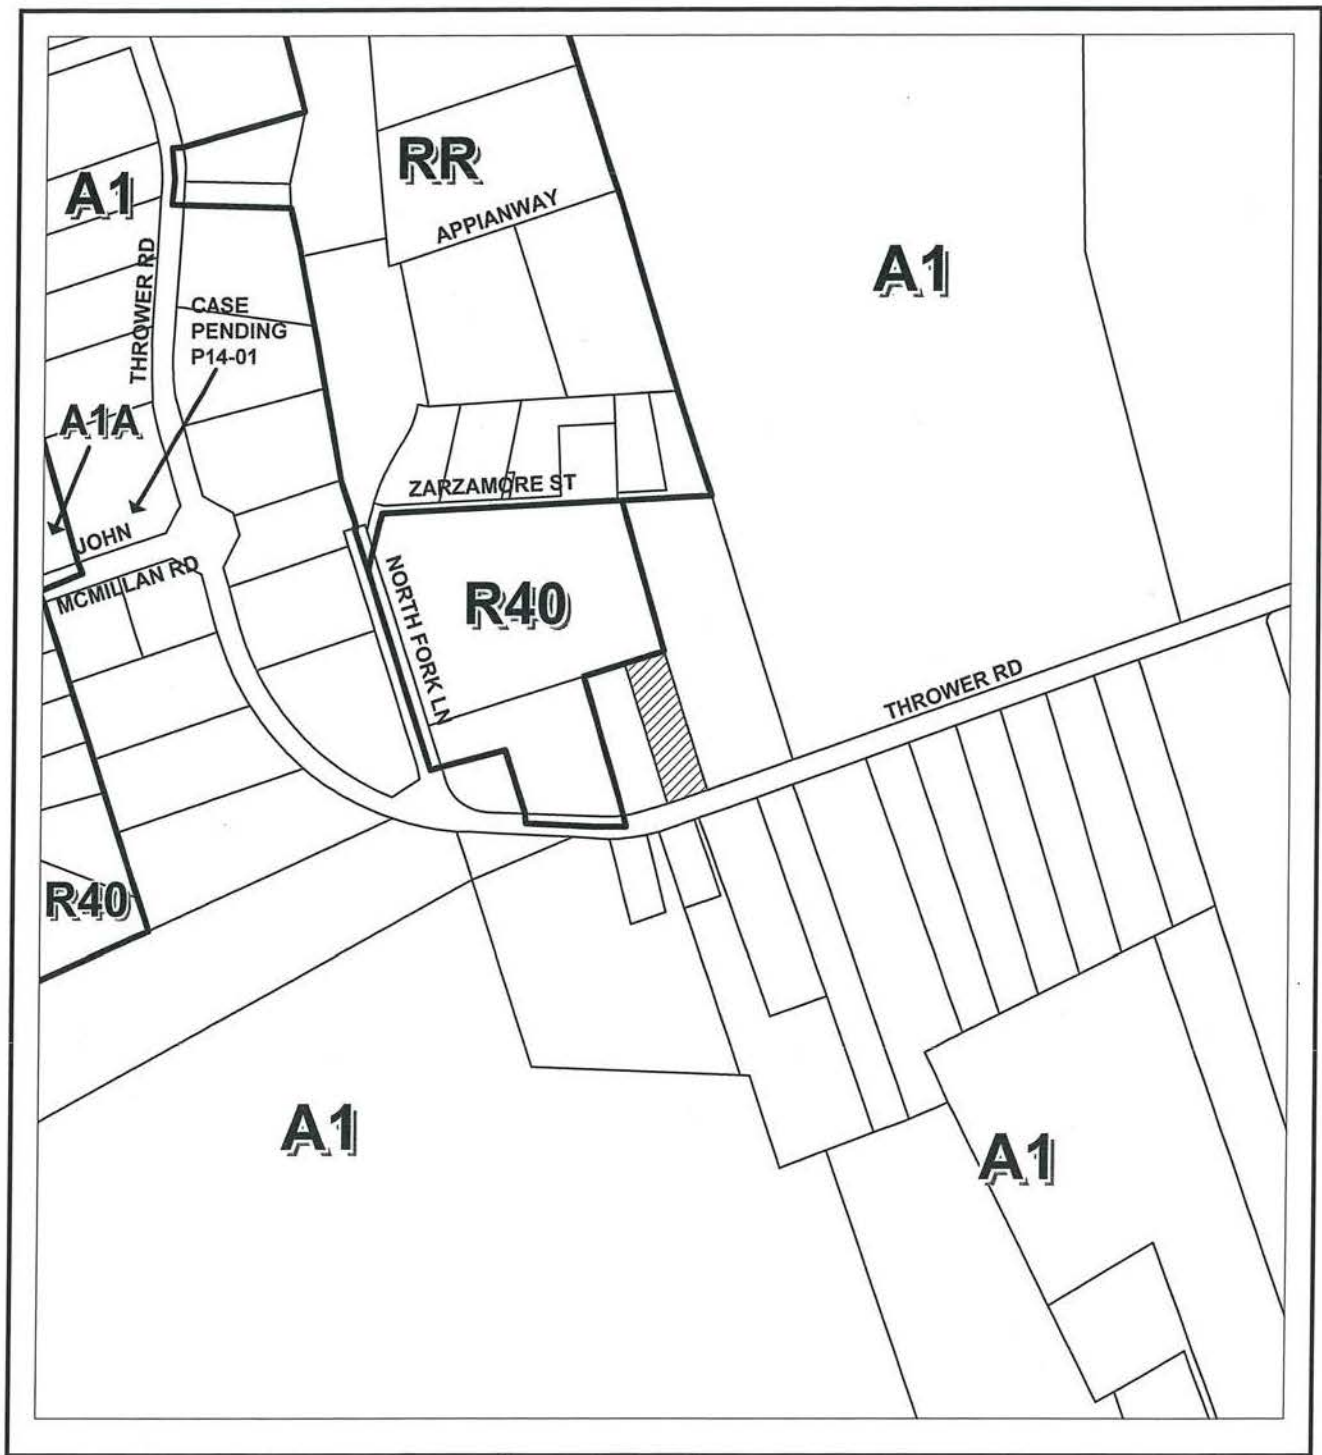 RR
A1
APPIANWAY
A1
THROWER RD
CASE
PENDING
P14-01
A1A
ZARZAMORE ST
JOHN
MCMILLAN RD
NORTH FORK LN
R40
THROWER RD
R40
A1
A1